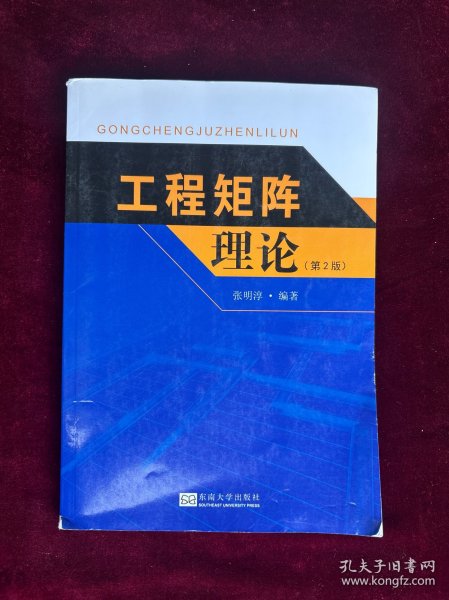 GONGCHENGJUZHENLILUN
工程矩阵
理论(第2版)
张明淳·编著
东南大学出版社
SOUTHEAST UNIVERSITY PRESS
孔夫子旧书网
www.kongfz.com